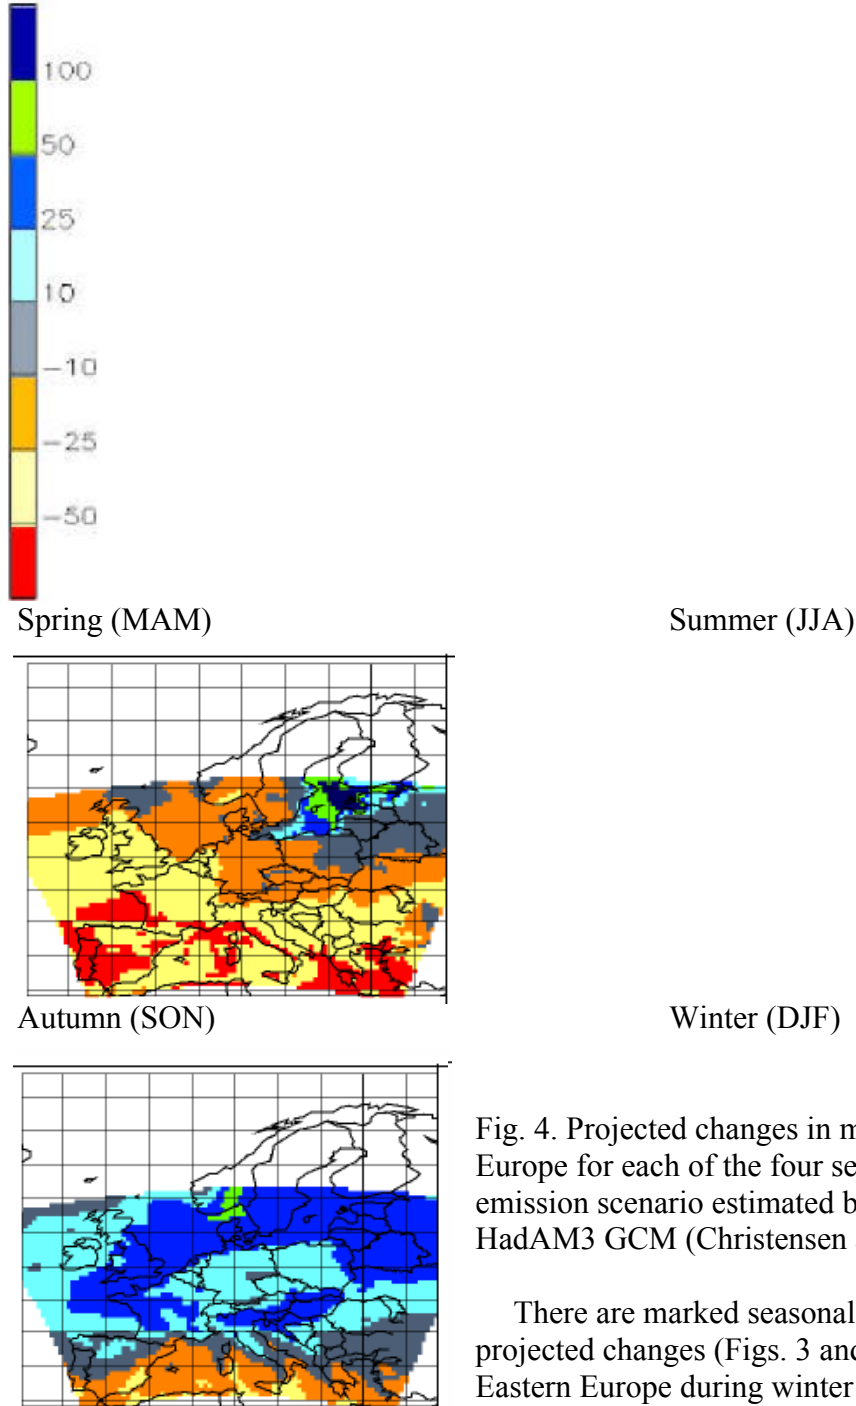 100
50
25
10
-10
-25
-50
Spring (MAM) Summer (JJA)
Autumn (SON) Winter (DJF)
Fig. 4. Projected changes in m
Europe for each of the four se
emission scenario estimated b
HadAM3 GCM (Christensen
There are marked seasonal
projected changes (Figs. 3 and
Eastern Europe during winter